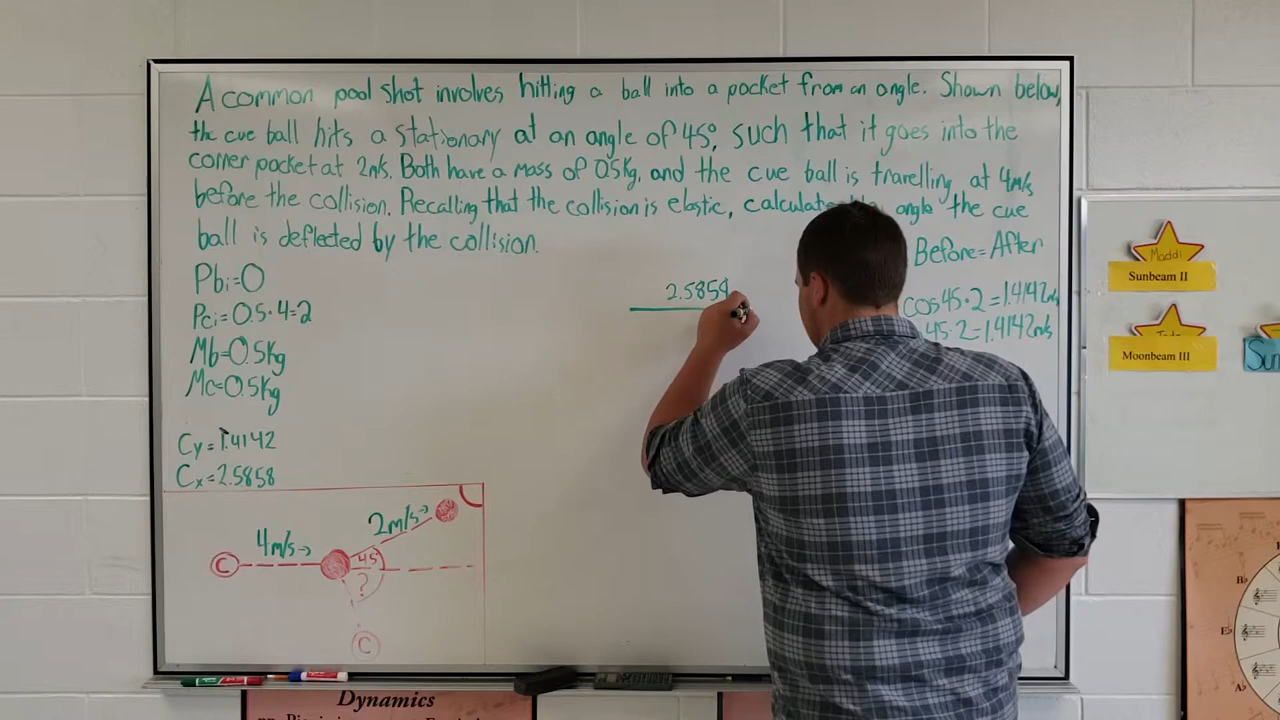 A common pool shot involves hitting a ball into a pocket from an angle. Shown below,
the cue ball hits a stationary at an angle of 45°, such that it goes into the
corner pocket at 2m/s. Both have a mass of 0.5kg, and the cue ball is travelling at 4m/s
before the collision. Recalling that the collision is elastic, calculate angle the cue
ball is deflected by the collision.
Before = After
Pbi=0
Pci=0.5·4=2
Mb=0.5kg
Mc=0.5kg
Cy=1.4142
Cx=2.5858
2.5858
cos45·2=1.4142m/s
45·2=1.4142m/s
4m/s→
2m/s→
C
45
?
C
Maddi
Sunbeam II
Moonbeam III
Sun
Dynamics
B♭
E♭
A♭